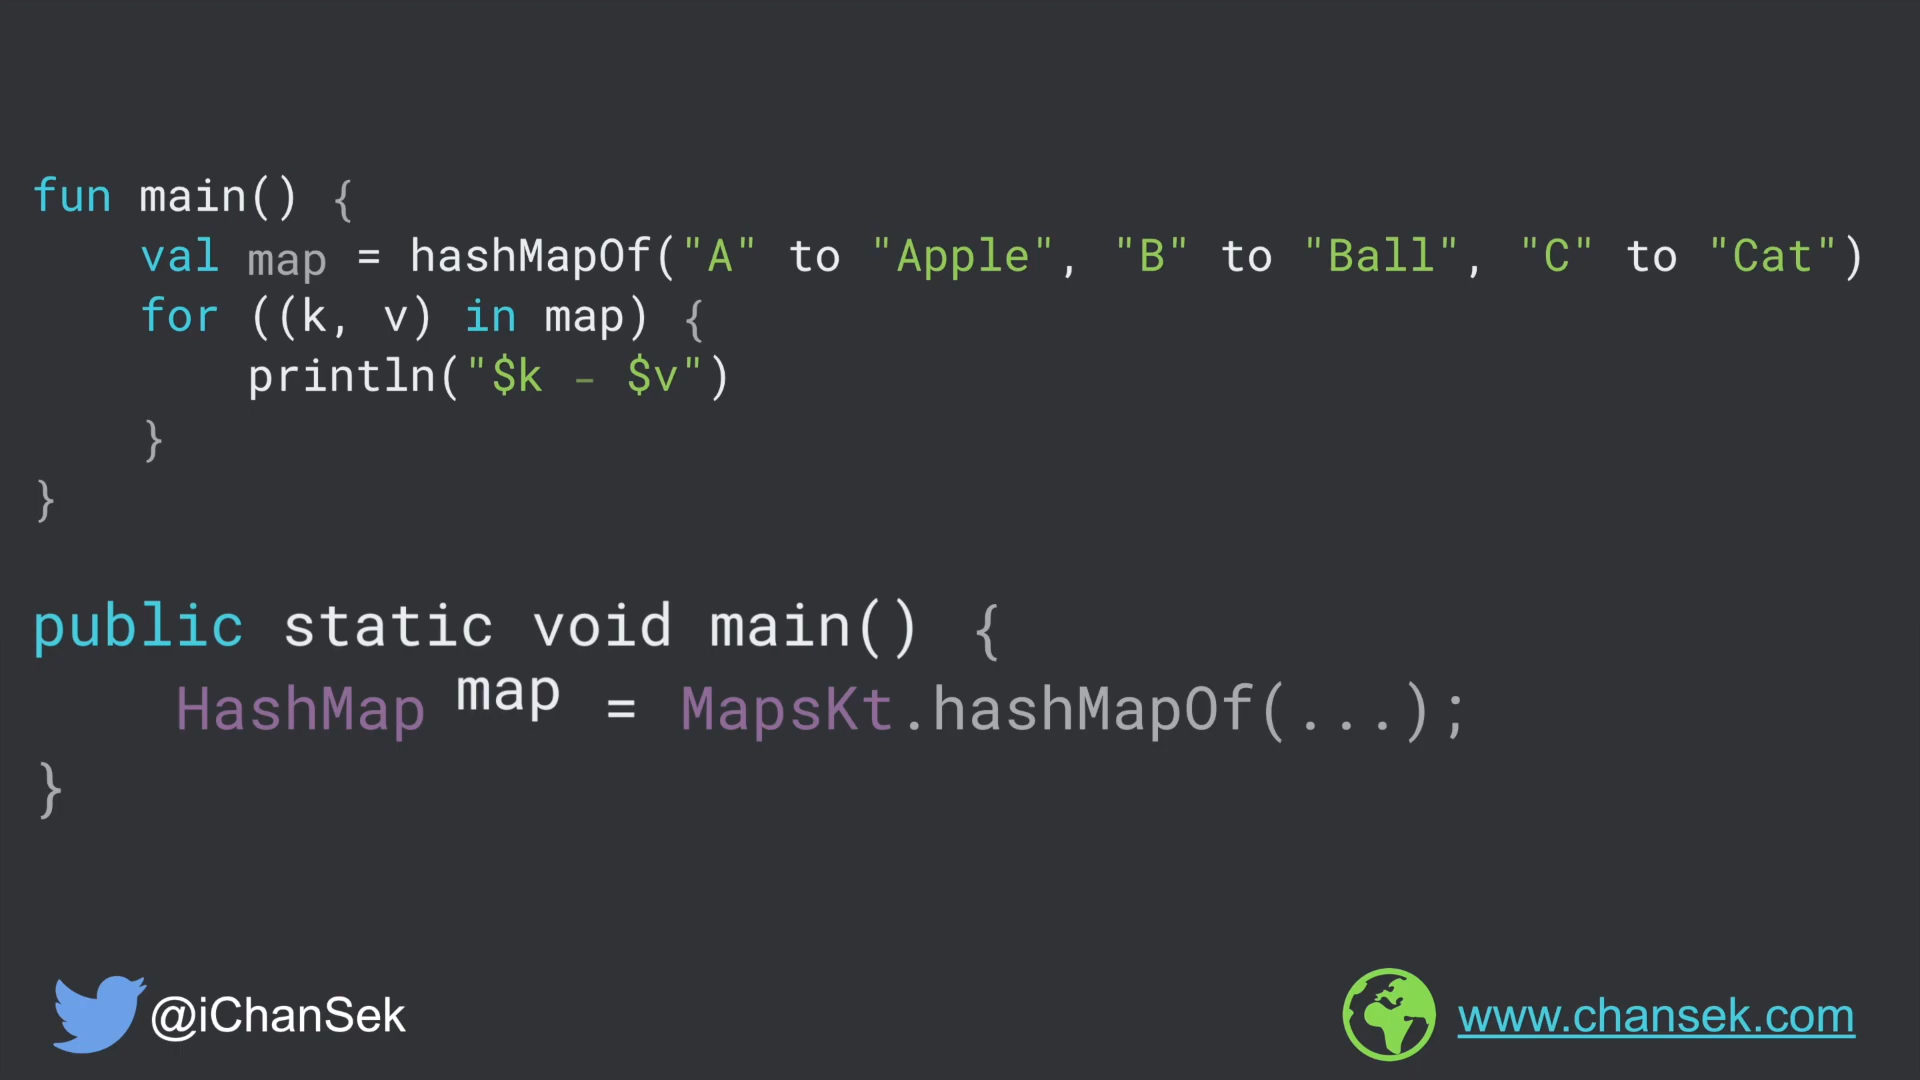 fun main() {
    val map = hashMapOf("A" to "Apple", "B" to "Ball", "C" to "Cat")
    for ((k, v) in map) {
        println("$k - $v")
    }
}
public static void main() {
    HashMap map = MapsKt.hashMapOf(...);
}
@iChanSek
www.chansek.com